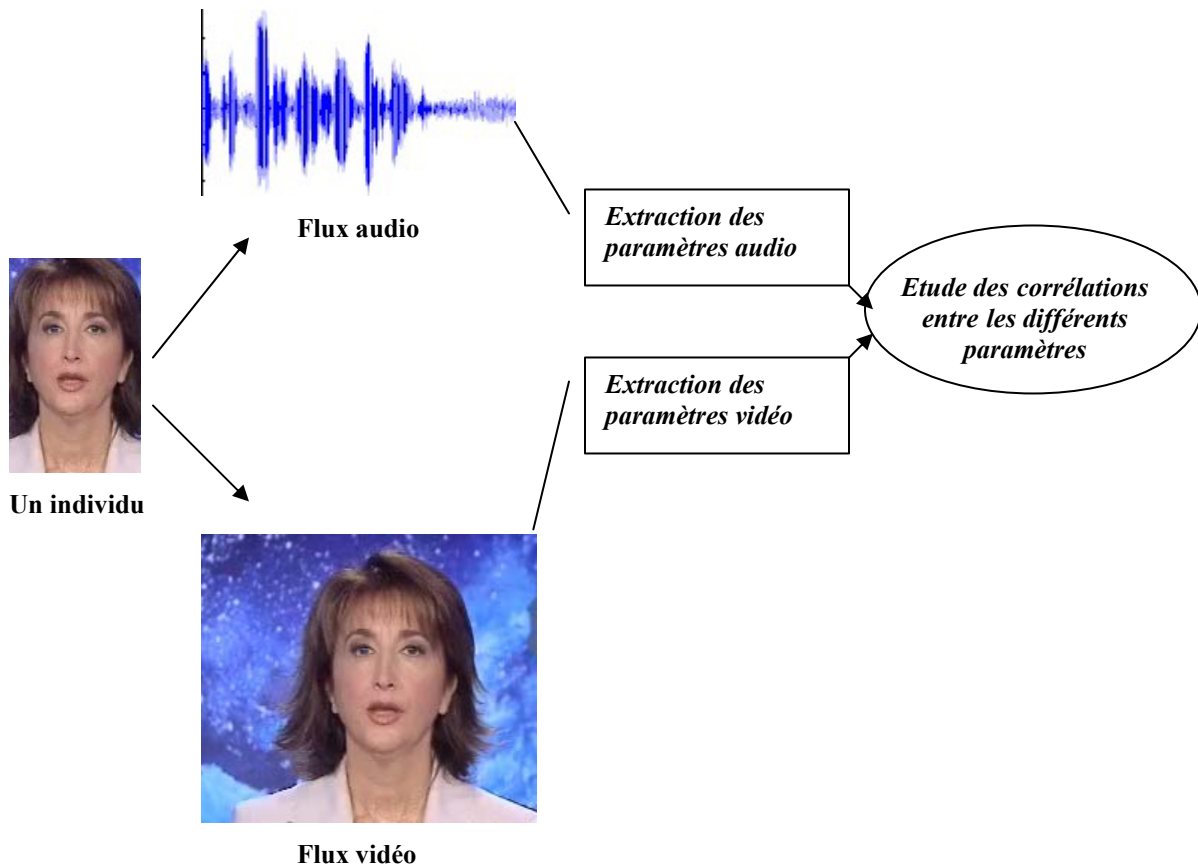 Flux audio
Extraction des
paramètres audio
Etude des corrélations
entre les différents
paramètres
Extraction des
paramètres vidéo
Un individu
Flux vidéo